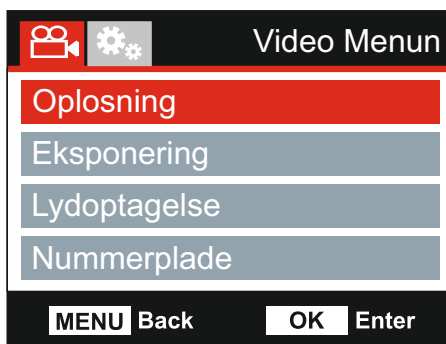 Video Menun
Oplosning
Eksponering
Lydoptagelse
Nummerplade
MENU Back OK Enter